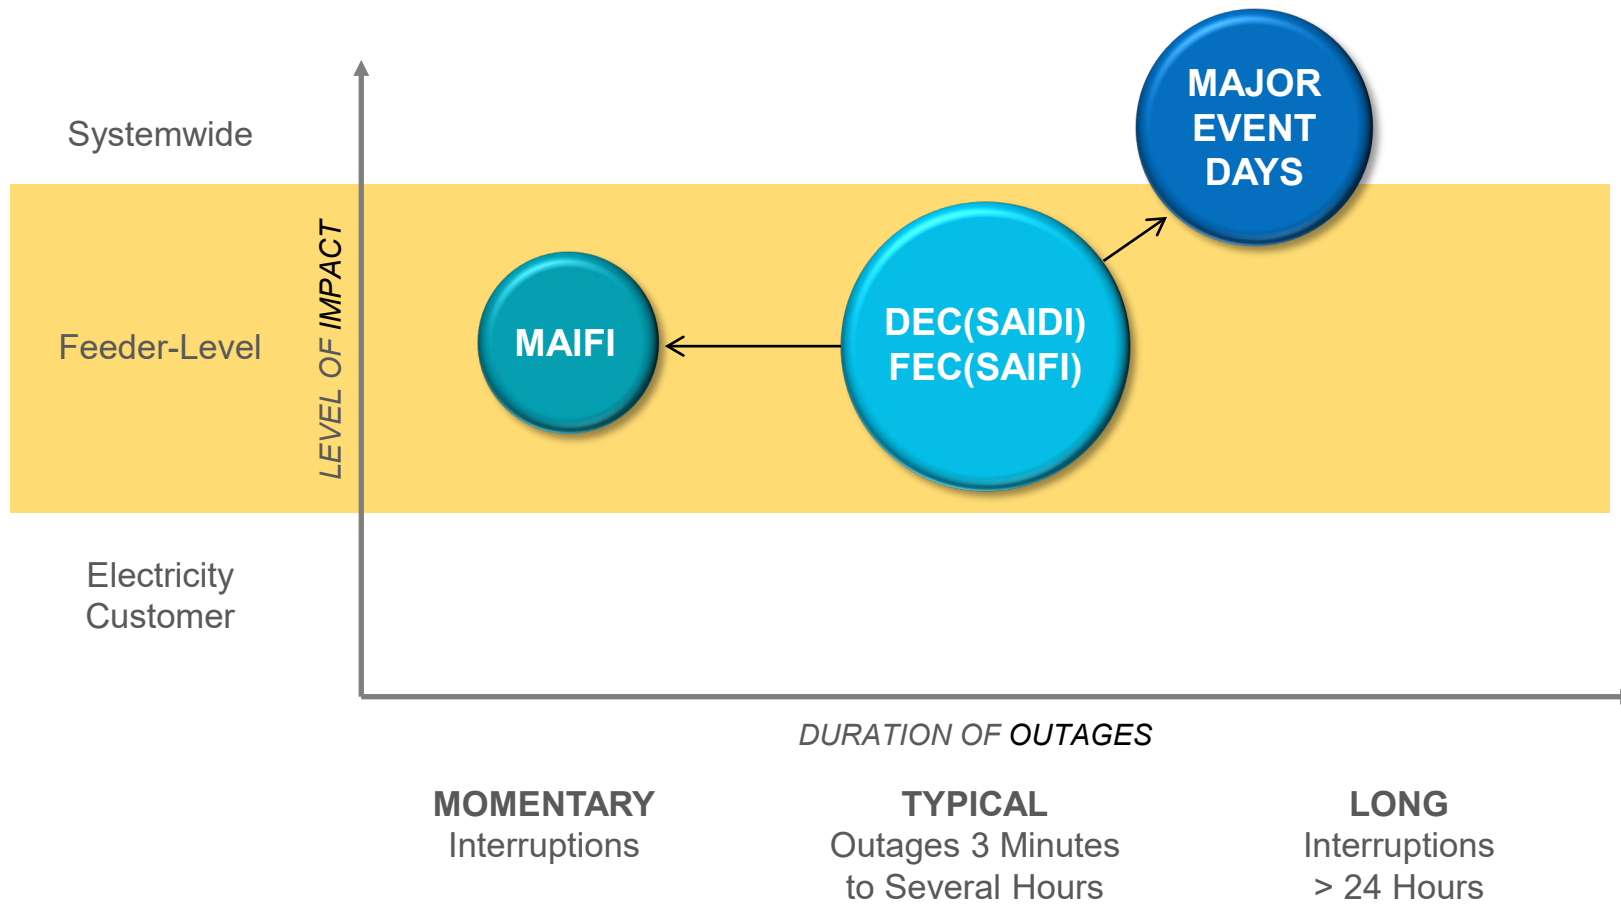 MAJOR
EVENT
DAYS
Systemwide
LEVEL OF IMPACT
Feeder-Level
MAIFI
DEC(SAIDI)
FEC(SAIFI)
Electricity
Customer
DURATION OF OUTAGES
MOMENTARY
Interruptions
TYPICAL
Outages 3 Minutes
to Several Hours
LONG
Interruptions
> 24 Hours